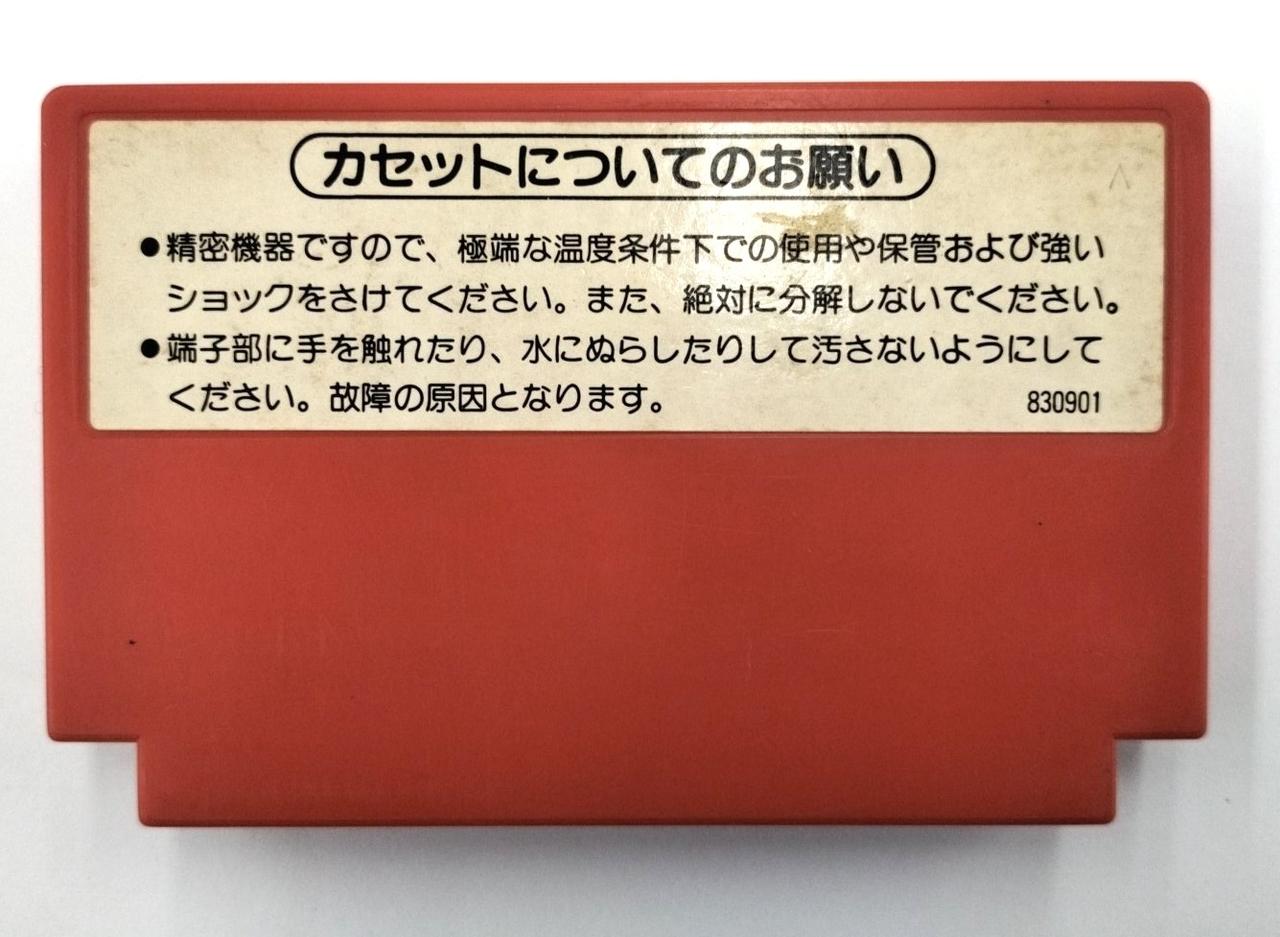 カセットについてのお願い
●精密機器ですので、極端な温度条件下での使用や保管および強い
ショックをさけてください。また、絶対に分解しないでください。
●端子部に手を触れたり、水にぬらしたりして汚さないようにして
ください。故障の原因となります。 830901